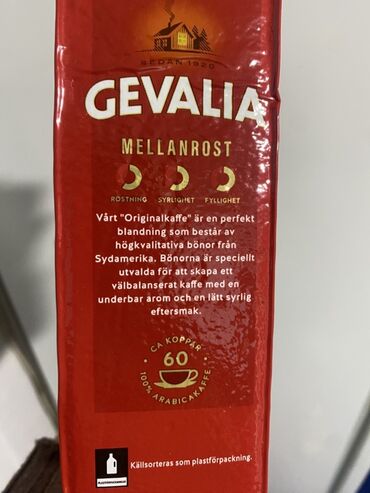 SEDAN 1920
GEVALIA
MELLANROST
RÖSTNING SYRLIGHET FYLLIGHET
Vårt "Originalkaffe" är en perfekt
blandning som består av
högkvalitativa bönor från
Sydamerika. Bönorna är speciellt
utvalda för att skapa ett
välbalanserat kaffe med en
underbar arom och en lätt syrlig
eftersmak.
CA KOPPAR
60
100% ARABICAKAFFE
PLASTFÖRPACKNINGAR
Källsorteras som plastförpackning.